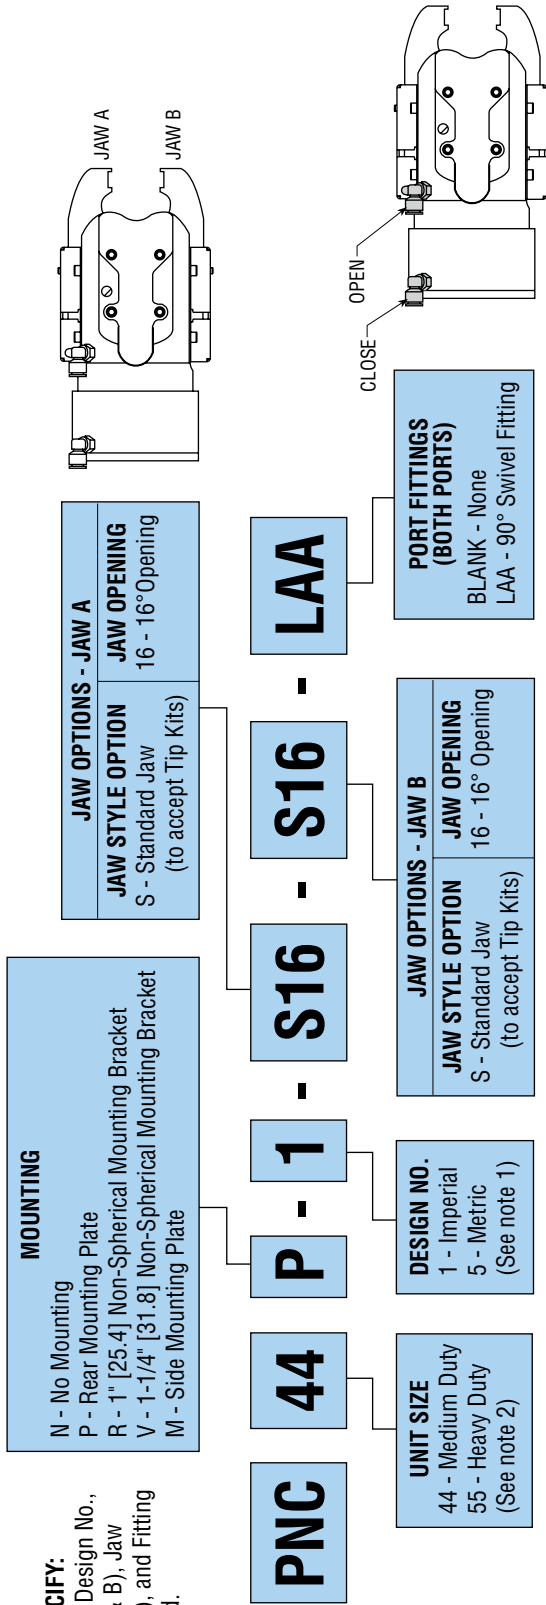 CIFY:
Design No.,
B), Jaw
), and Fitting
d.
MOUNTING
N - No Mounting
P - Rear Mounting Plate
R - 1" [25.4] Non-Spherical Mounting Bracket
V - 1-1/4" [31.8] Non-Spherical Mounting Bracket
M - Side Mounting Plate
JAW OPTIONS - JAW A
JAW STYLE OPTION
JAW OPENING
S - Standard Jaw
(to accept Tip Kits)
16 - 16°Opening
JAW A
JAW B
PNC 44 P - 1 - S16 - S16 - LAA
UNIT SIZE
44 - Medium Duty
55 - Heavy Duty
(See note 2)
DESIGN NO.
1 - Imperial
5 - Metric
(See note 1)
JAW OPTIONS - JAW B
JAW STYLE OPTION
JAW OPENING
S - Standard Jaw
(to accept Tip Kits)
16 - 16° Opening
PORT FITTINGS
(BOTH PORTS)
BLANK - None
LAA - 90° Swivel Fitting
CLOSE
OPEN